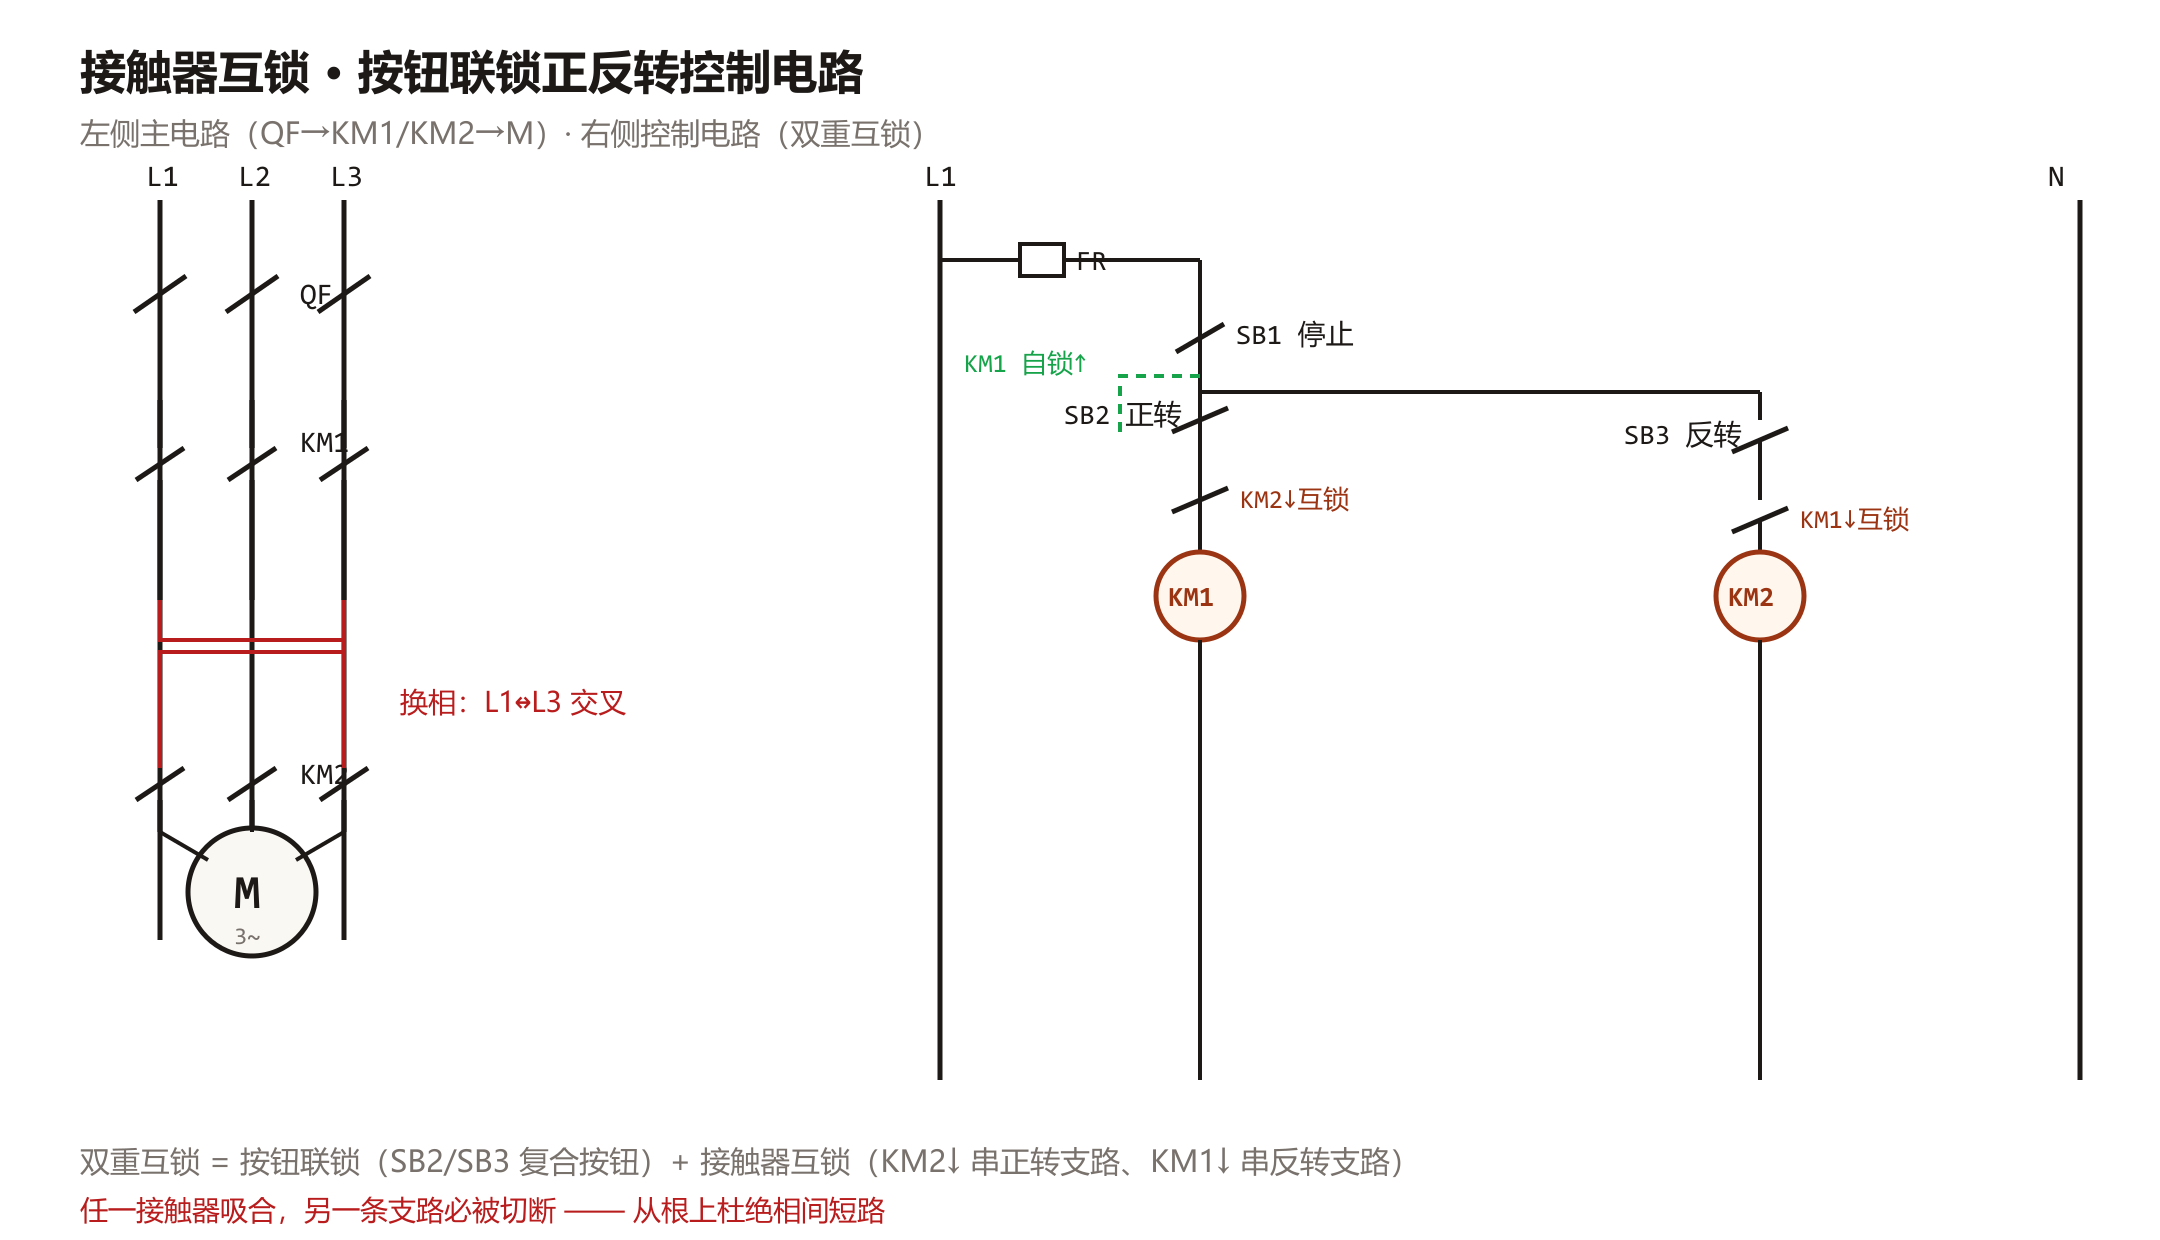 接触器互锁·按钮联锁正反转控制电路
左侧主电路（QF→KM1/KM2→M）· 右侧控制电路（双重互锁）
L1 L2 L3 L1 N
FR
QF
SB1 停止
KM1 自锁↑
SB2 正转
SB3 反转
KM1
KM2↓互锁
KM1↓互锁
KM1
KM2
换相：L1↔L3 交叉
KM2
M
3~
双重互锁 = 按钮联锁（SB2/SB3 复合按钮）+ 接触器互锁（KM2↓ 串正转支路、KM1↓ 串反转支路）
任一接触器吸合，另一条支路必被切断 —— 从根上杜绝相间短路